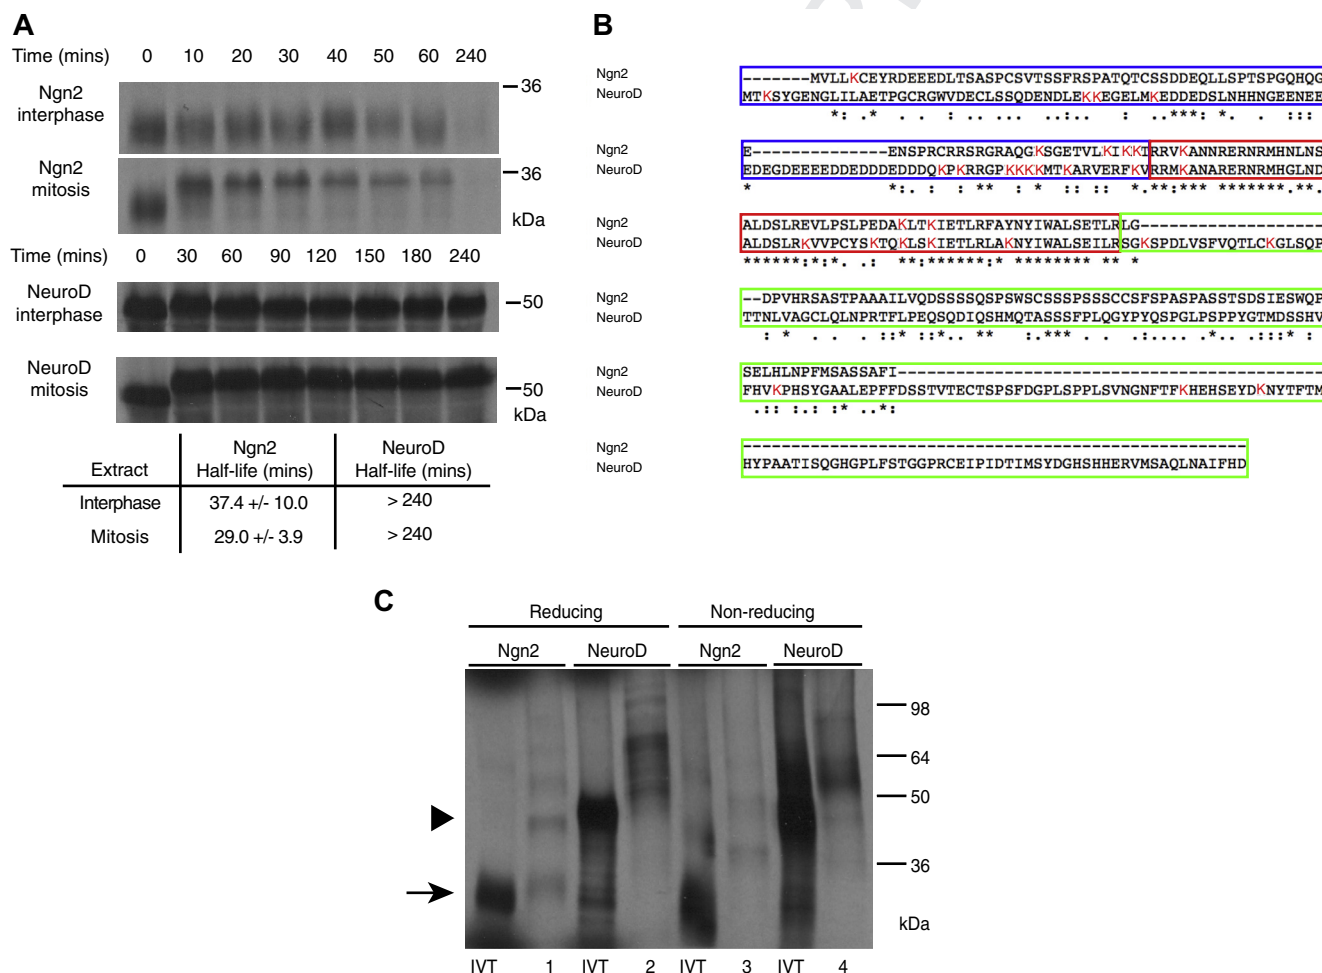 A
Time (mins) 0 10 20 30 40 50 60 240
Ngn2
interphase
36
Ngn2
mitosis
36
kDa
Time (mins) 0 30 60 90 120 150 180 240
NeuroD
interphase
50
NeuroD
mitosis
50
kDa
Extract
Ngn2
Half-life (mins)
NeuroD
Half-life (mins)
Interphase 37.4 +/- 10.0 > 240
Mitosis 29.0 +/- 3.9 > 240
B
Ngn2 -------MVLLKCEYRDEEEDLTSASPCSVTSSFRSPATQTCSSDDEQLLSPTSPGQHQG
NeuroD MTKSYGENGLILAETPGCRGWVDECLSSQDENDLEKKEGELMKEDDEDSLNHHNGEENEE
Ngn2 E--------------ENSPRCRRSRGRAQGKSGETVLKIKKTRRVKANNRERNRMHNLNS
NeuroD EDEGDEEEEDDEDDDEDDDQKPKRRGPKKKKMTKARVERFKVRRMKANARERNRMHGLND
Ngn2 ALDSLREVLPSLPEDAKLTKIETLRFAYNYIWALSETLRLG------------------
NeuroD ALDSLRKVVPCYSKTQKLSKIETLRLAKNYIWALSEILRSGKSPDLVSFVQTLCKGLSQP
Ngn2 --DPVHRSASTPAAAILVQDSSSSQSPSWSCSSSPSSSCCSFSPASPASSTSDSIESWQP
NeuroD TTNLVAGCLQLNPRTFLPEQSQDIQSHMQTASSSFPLQGYPYQSPGLPSPPYGTMDSSHV
Ngn2 SELHLNPFMSASSAFI--------------------------------------------
NeuroD FHVKPHSYGAALEPFFDSSTVTECTSPSFDGPLSPPLSVNGNFTFKHEHSEYDKNYTFTM
Ngn2 ----------------------------------------------------
NeuroD HYPAATISQGHGPLFSTGGPRCEIPIDTIMSYDGHSHHERVMSAQLNAIFHD
C
Reducing Non-reducing
Ngn2 NeuroD Ngn2 NeuroD
98
64
50
36
kDa
IVT 1 IVT 2 IVT 3 IVT 4